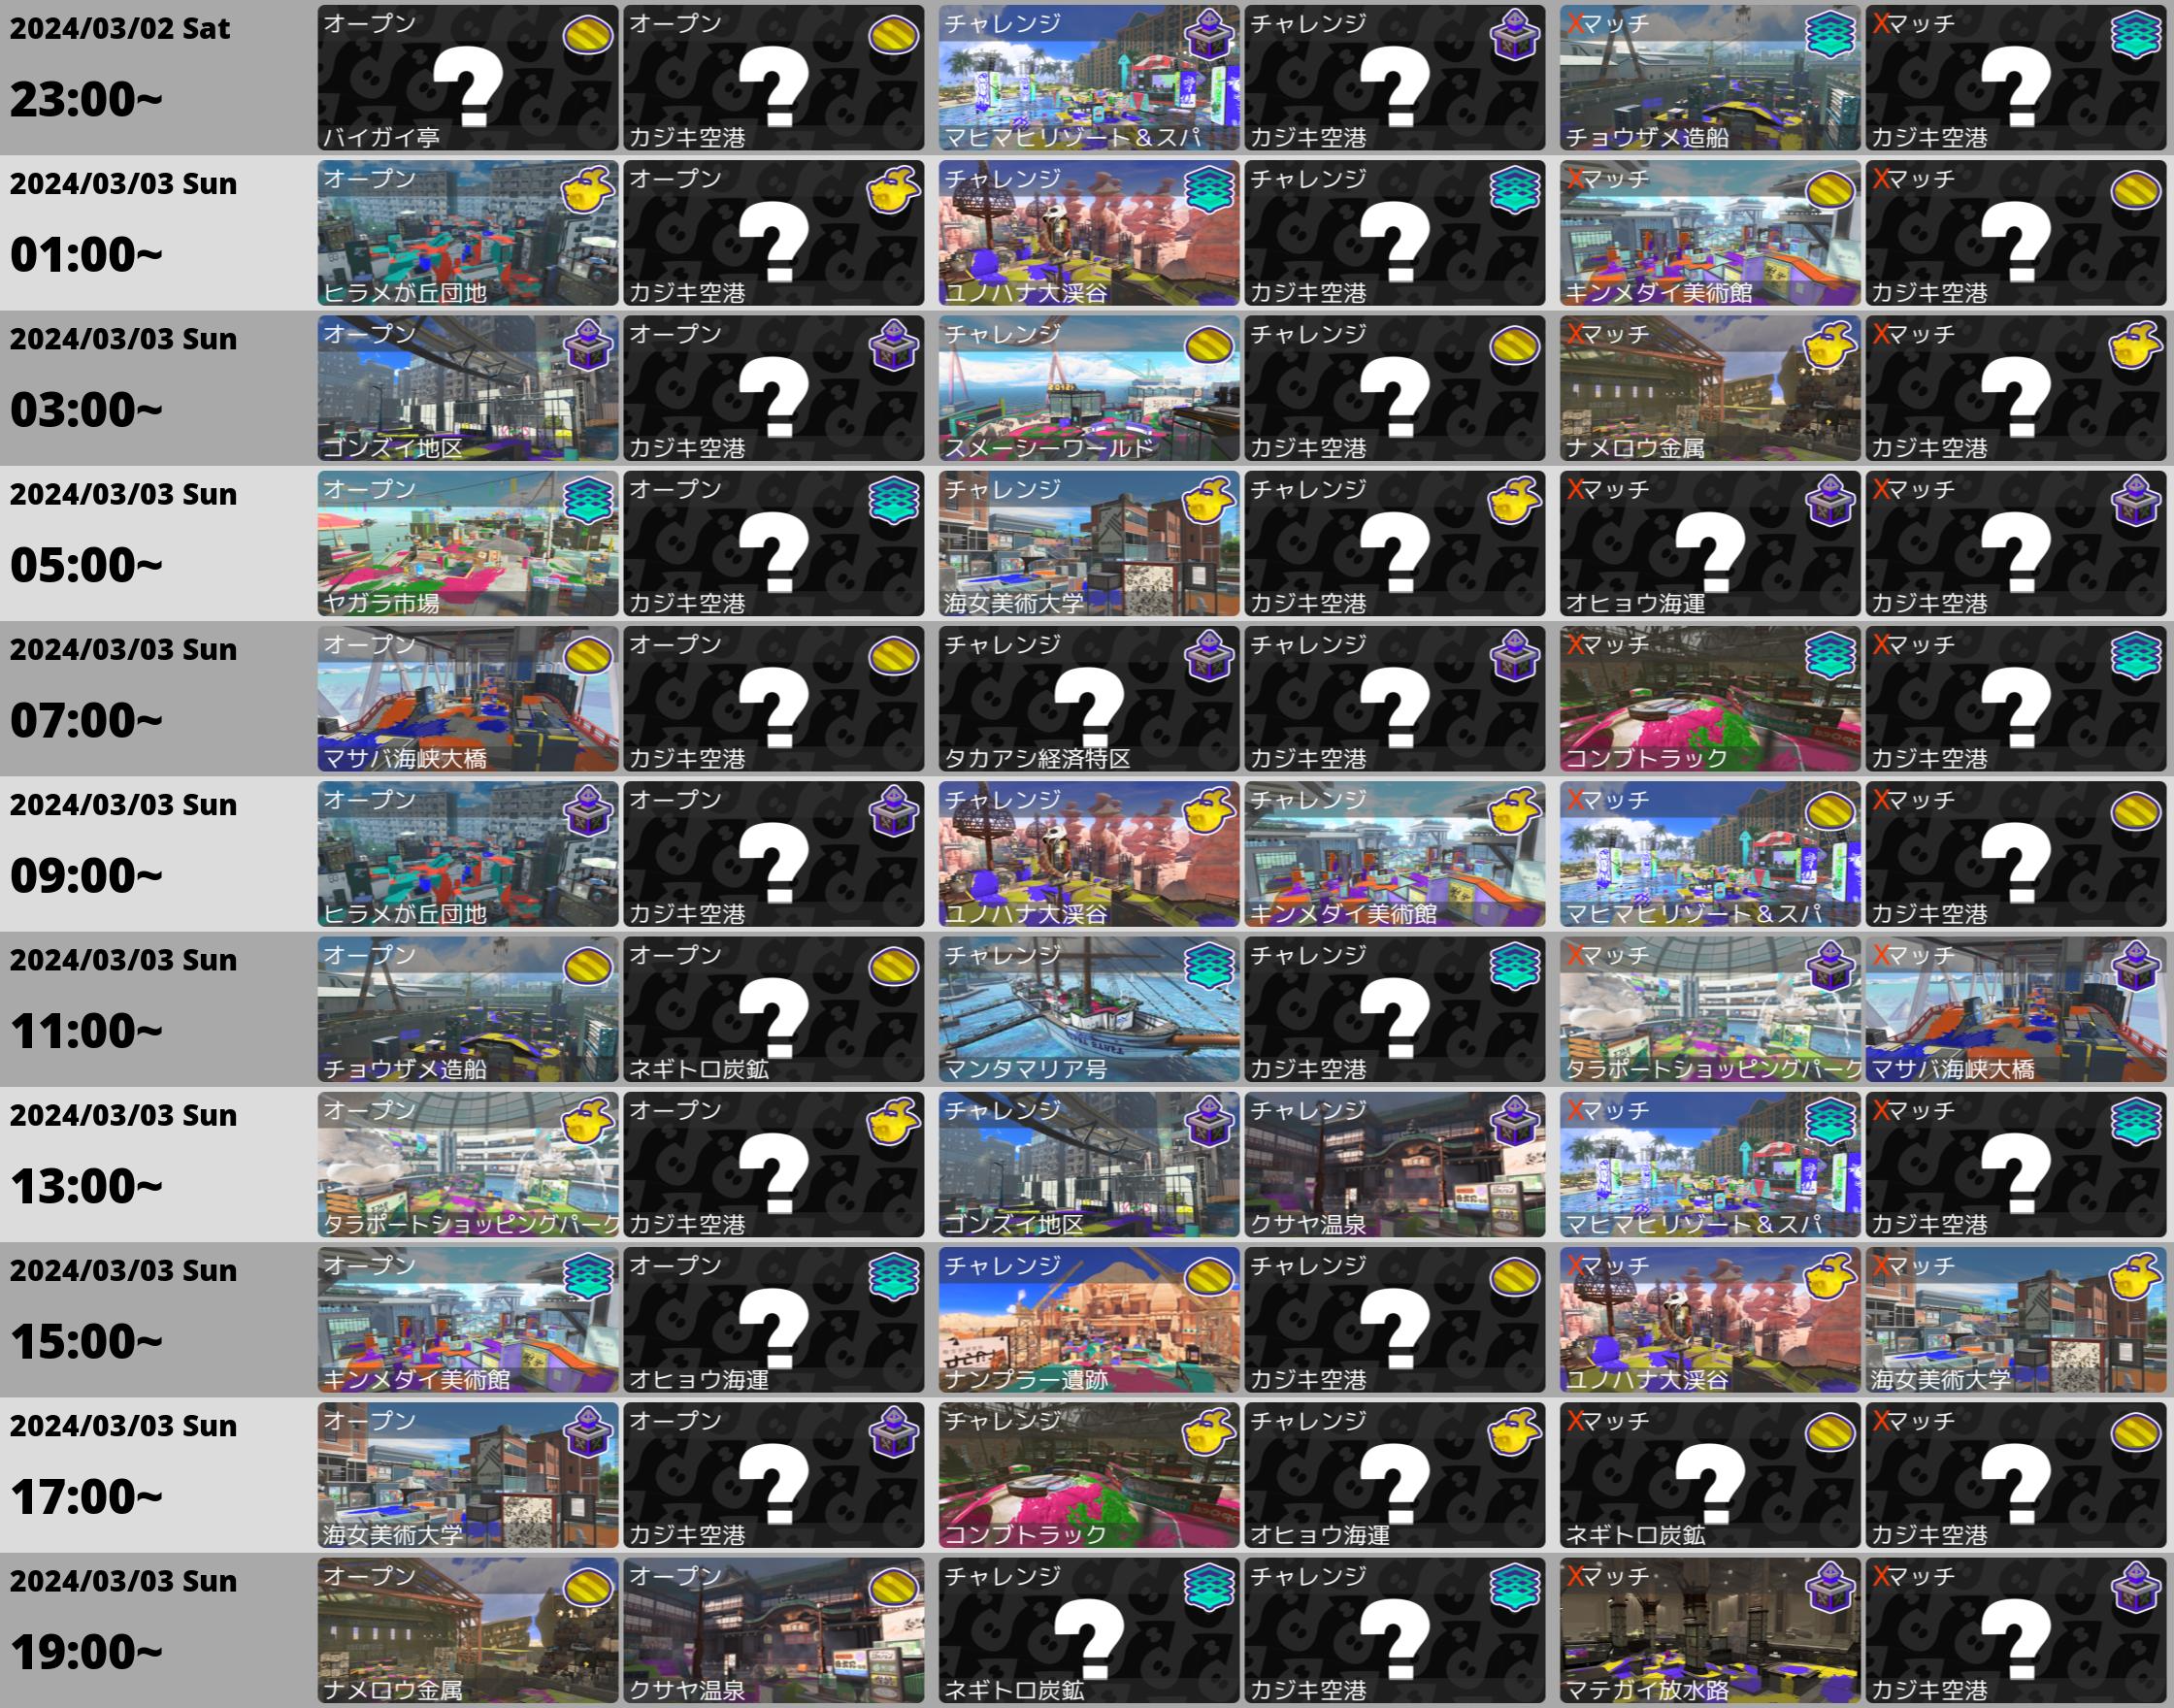 2024/03/02 Sat
23:00~
オープン
バイガイ亭
オープン
カジキ空港
チャレンジ
マヒマヒリゾート＆スパ
チャレンジ
カジキ空港
Xマッチ
チョウザメ造船
Xマッチ
カジキ空港
2024/03/03 Sun
01:00~
オープン
ヒラメが丘団地
オープン
カジキ空港
チャレンジ
ユノハナ大渓谷
チャレンジ
カジキ空港
Xマッチ
キンメダイ美術館
Xマッチ
カジキ空港
2024/03/03 Sun
03:00~
オープン
ゴンズイ地区
オープン
カジキ空港
チャレンジ
スメーシーワールド
チャレンジ
カジキ空港
Xマッチ
ナメロウ金属
Xマッチ
カジキ空港
2024/03/03 Sun
05:00~
オープン
ヤガラ市場
オープン
カジキ空港
チャレンジ
海女美術大学
チャレンジ
カジキ空港
Xマッチ
オヒョウ海運
Xマッチ
カジキ空港
2024/03/03 Sun
07:00~
オープン
マサバ海峡大橋
オープン
カジキ空港
チャレンジ
タカアシ経済特区
チャレンジ
カジキ空港
Xマッチ
コンブトラック
Xマッチ
カジキ空港
2024/03/03 Sun
09:00~
オープン
ヒラメが丘団地
オープン
カジキ空港
チャレンジ
ユノハナ大渓谷
チャレンジ
キンメダイ美術館
Xマッチ
マヒマヒリゾート＆スパ
Xマッチ
カジキ空港
2024/03/03 Sun
11:00~
オープン
チョウザメ造船
オープン
ネギトロ炭鉱
チャレンジ
マンタマリア号
チャレンジ
カジキ空港
Xマッチ
タラポートショッピングパーク
Xマッチ
マサバ海峡大橋
2024/03/03 Sun
13:00~
オープン
タラポートショッピングパーク
オープン
カジキ空港
チャレンジ
ゴンズイ地区
チャレンジ
クサヤ温泉
Xマッチ
マヒマヒリゾート＆スパ
Xマッチ
カジキ空港
2024/03/03 Sun
15:00~
オープン
キンメダイ美術館
オープン
オヒョウ海運
チャレンジ
ナンプラー遺跡
チャレンジ
カジキ空港
Xマッチ
ユノハナ大渓谷
Xマッチ
海女美術大学
2024/03/03 Sun
17:00~
オープン
海女美術大学
オープン
カジキ空港
チャレンジ
コンブトラック
チャレンジ
オヒョウ海運
Xマッチ
ネギトロ炭鉱
Xマッチ
カジキ空港
2024/03/03 Sun
19:00~
オープン
ナメロウ金属
オープン
クサヤ温泉
チャレンジ
ネギトロ炭鉱
チャレンジ
カジキ空港
Xマッチ
マテガイ放水路
Xマッチ
カジキ空港